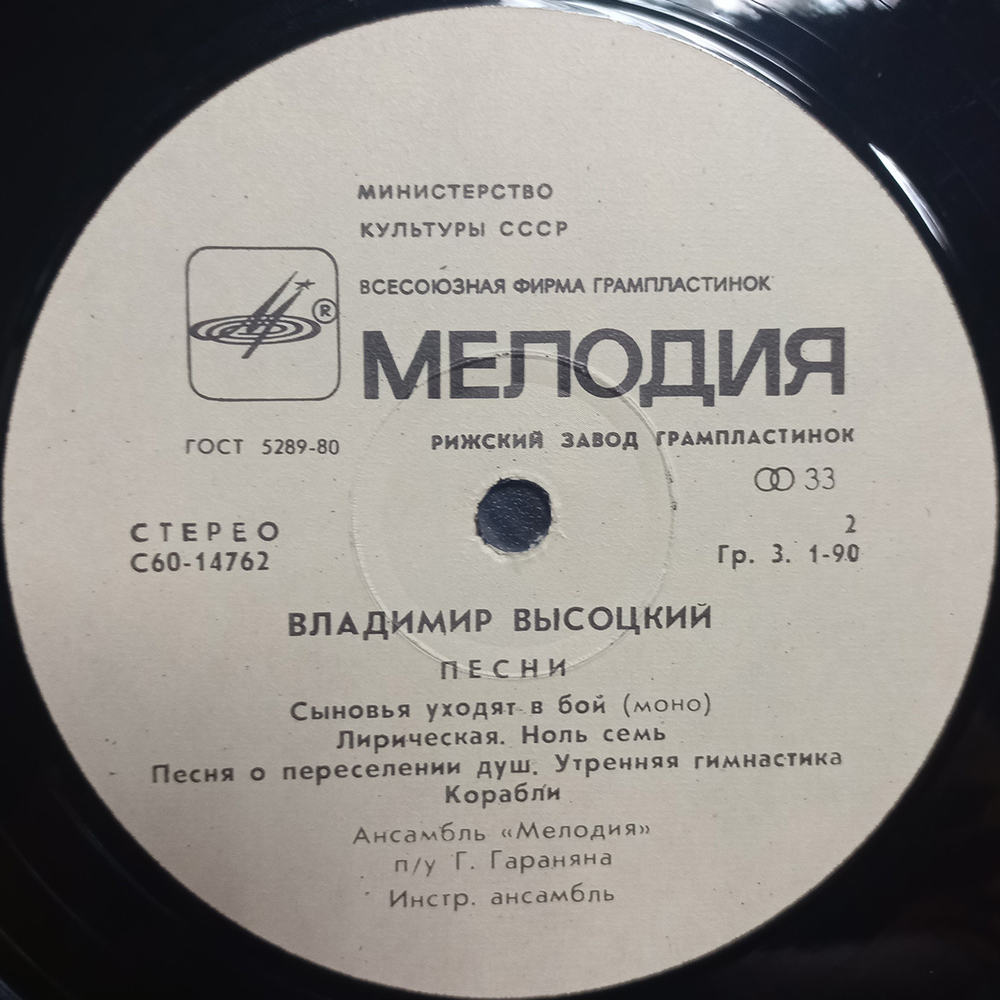 МИНИСТЕРСТВО
КУЛЬТУРЫ СССР
ВСЕСОЮЗНАЯ ФИРМА ГРАМПЛАСТИНОК
®
МЕЛОДИЯ
ГОСТ 5289-80
РИЖСКИЙ ЗАВОД ГРАМПЛАСТИНОК
33
СТЕРЕО
2
С60-14762
Гр. 3. 1-90
ВЛАДИМИР ВЫСОЦКИЙ
ПЕСНИ
Сыновья уходят в бой (моно)
Лирическая. Ноль семь
Песня о переселении душ. Утренняя гимнастика
Корабли
Ансамбль «Мелодия»
п/у Г. Гараняна
Инстр. ансамбль